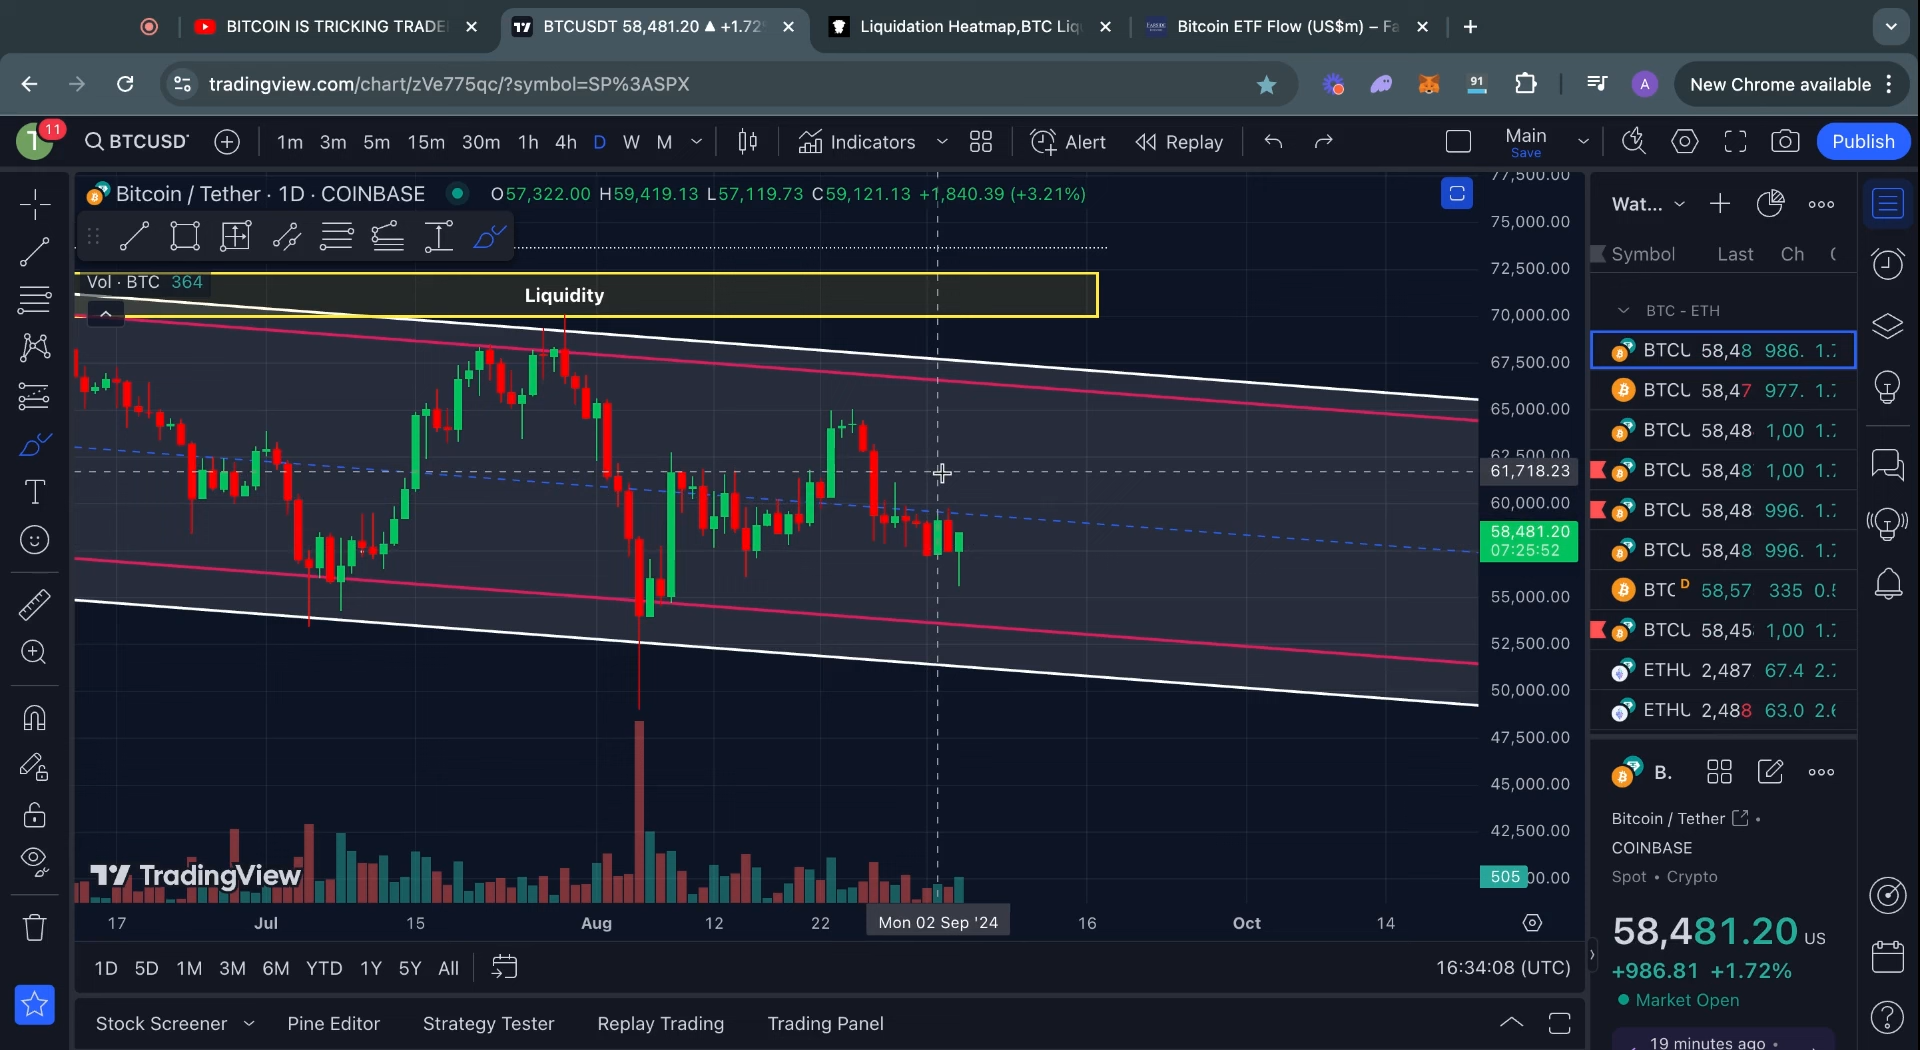 BITCOIN IS TRICKING TRADE
BTCUSDT 58,481.20 ▲ +1.72
Liquidation Heatmap,BTC Liq
Bitcoin ETF Flow (US$m) – Fa
tradingview.com/chart/zVe775qc/?symbol=SP%3ASPX
91
A
New Chrome available
T
11
BTCUSD
1m 3m 5m 15m 30m 1h 4h D W M
Indicators
Alert
Replay
Main
Save
Publish
Bitcoin / Tether · 1D · COINBASE
O57,322.00 H59,419.13 L57,119.73 C59,121.13 +1,840.39 (+3.21%)
Vol · BTC 364
Liquidity
77,500.00
75,000.00
72,500.00
70,000.00
67,500.00
65,000.00
62,500.00
61,718.23
60,000.00
58,481.20
07:25:52
55,000.00
52,500.00
50,000.00
47,500.00
45,000.00
42,500.00
505 00.00
TradingView
17 Jul 15 Aug 12 22 Mon 02 Sep '24 16 Oct 14
1D 5D 1M 3M 6M YTD 1Y 5Y All
16:34:08 (UTC)
Stock Screener
Pine Editor
Strategy Tester
Replay Trading
Trading Panel
Wat...
Symbol Last Ch
BTC - ETH
BTCU 58,48 986. 1.
BTCU 58,47 977. 1.
BTCU 58,48 1,00 1.
BTCU 58,48 1,00 1.
BTCU 58,48 996. 1.
BTCU 58,48 996. 1.
BTC D 58,57 335 0.
BTCU 58,45 1,00 1.
ETHU 2,487 67.4 2.
ETHU 2,488 63.0 2.
B.
Bitcoin / Tether
COINBASE
Spot • Crypto
58,481.20 US
+986.81 +1.72%
Market Open
19 minutes ago